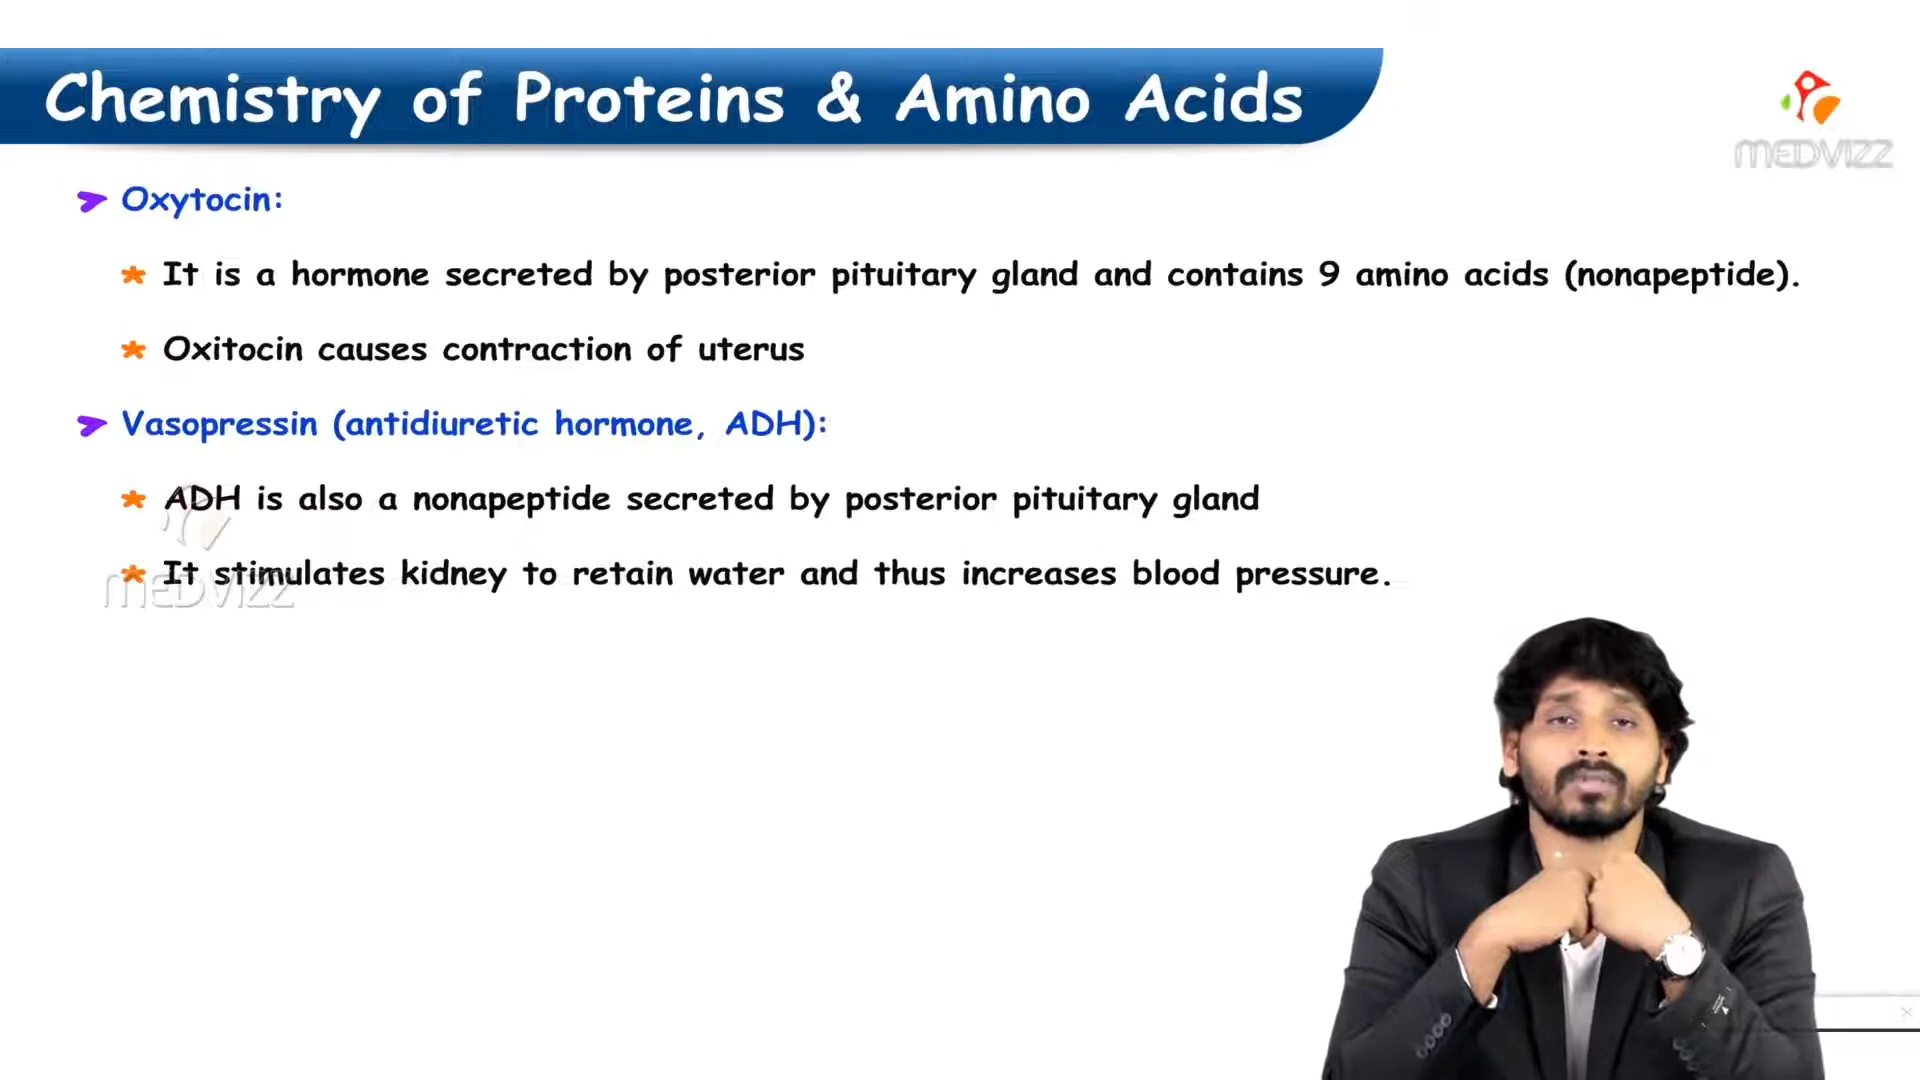 Chemistry of Proteins & Amino Acids
MEDVIZZ
Oxytocin:
It is a hormone secreted by posterior pituitary gland and contains 9 amino acids (nonapeptide).
Oxitocin causes contraction of uterus
Vasopressin (antidiuretic hormone, ADH):
ADH is also a nonapeptide secreted by posterior pituitary gland
It stimulates kidney to retain water and thus increases blood pressure.
MEDVIZZ